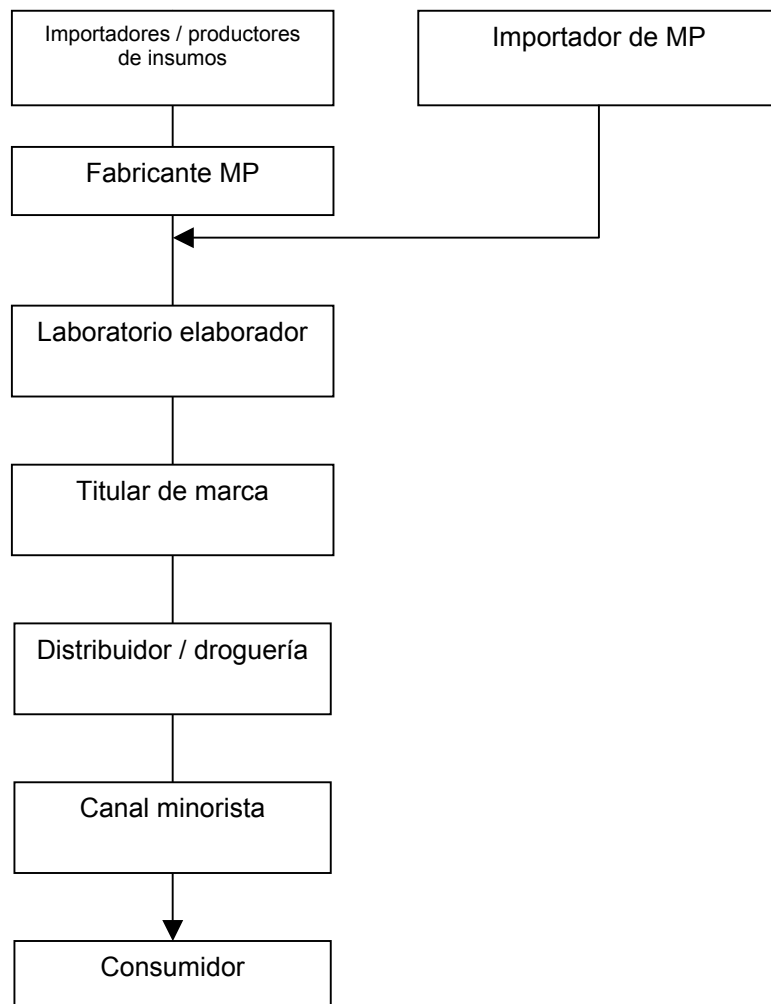 Importadores / productores
de insumos
Importador de MP
Fabricante MP
Laboratorio elaborador
Titular de marca
Distribuidor / droguería
Canal minorista
Consumidor